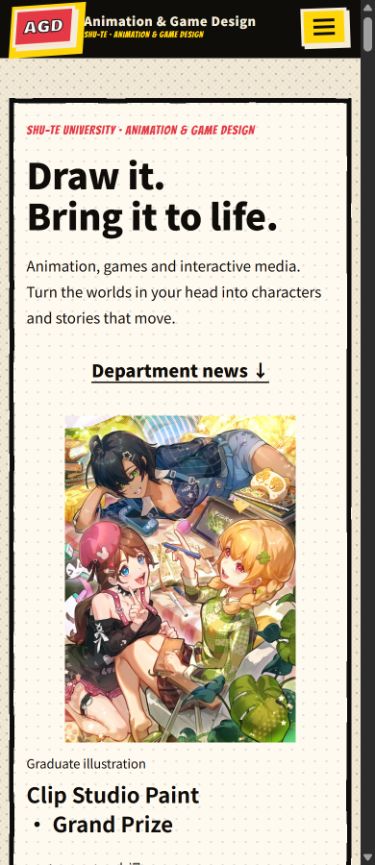 AGD
Animation & Game Design
SHU-TE · ANIMATION & GAME DESIGN
SHU-TE UNIVERSITY · ANIMATION & GAME DESIGN
Draw it.
Bring it to life.
Animation, games and interactive media.
Turn the worlds in your head into characters
and stories that move.
Department news ↓
Graduate illustration
Clip Studio Paint
・ Grand Prize